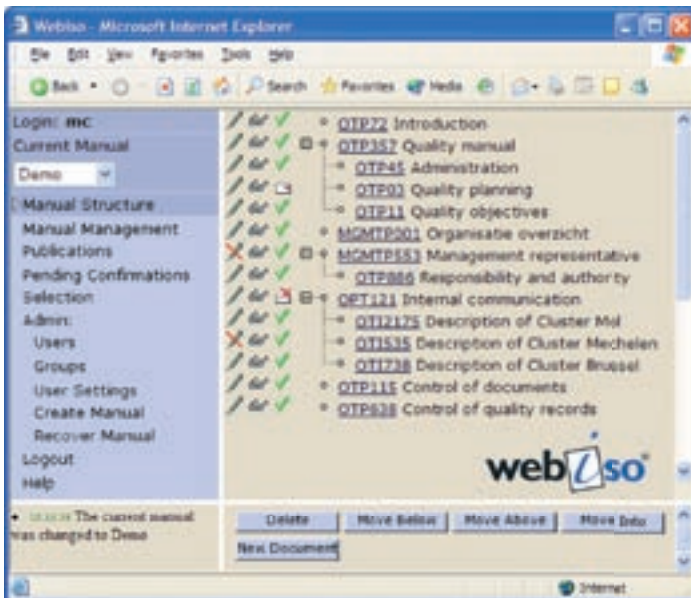 Webiso - Microsoft Internet Explorer
File Edit View Favorites Tools Help
Back Search Favorites Media
Login: mc
Current Manual
Demo
Manual Structure
Manual Management
Publications
Pending Confirmations
Selection
Admin:
Users
Groups
User Settings
Create Manual
Recover Manual
Logout
Help
OTP72 Introduction
OTP357 Quality manual
OTP45 Administration
OTP03 Quality planning
OTP11 Quality objectives
MGMTP001 Organisatie overzicht
MGMTP553 Management representative
OTP886 Responsibility and authority
OPT121 Internal communication
OTI2175 Description of Cluster Mol
OTI535 Description of Cluster Mechelen
OTI738 Description of Cluster Brussel
OTP115 Control of documents
OTP638 Control of quality records
webiso
The current manual
was changed to Demo
Delete Move Below Move Above Move Into
New Document
Internet